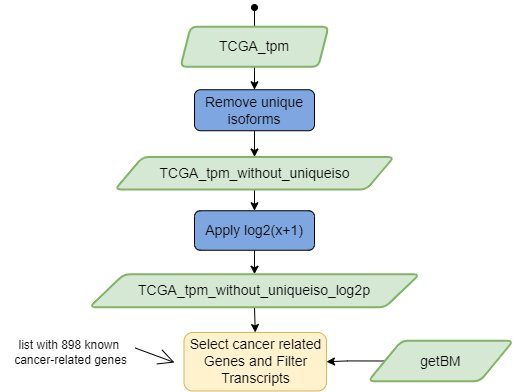 TCGA_tpm
Remove unique
isoforms
TCGA_tpm_without_uniqueiso
Apply log2(x+1)
TCGA_tpm_without_uniqueiso_log2p
list with 898 known
cancer-related genes
Select cancer related
Genes and Filter
Transcripts
getBM